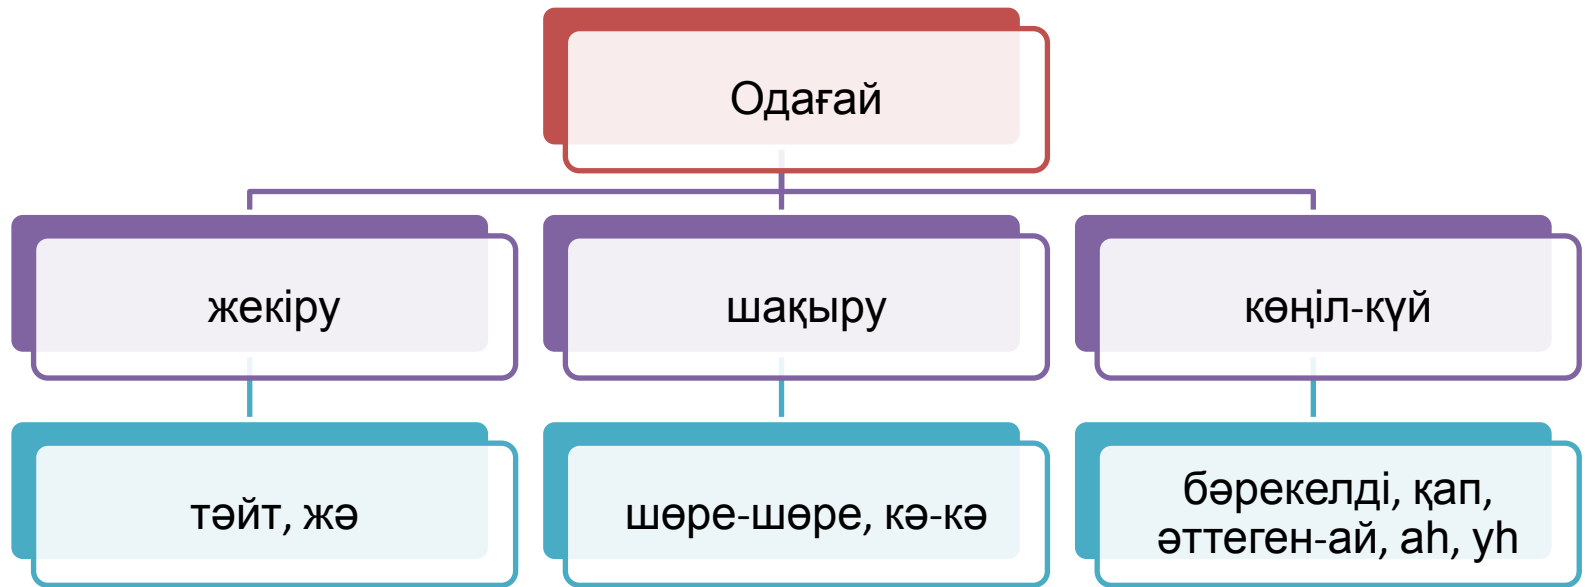 Одағай
жекіру
шақыру
көңіл-күй
тәйт, жә
шөре-шөре, кә-кә
бәрекелді, қап,
әттеген-ай, аһ, уһ